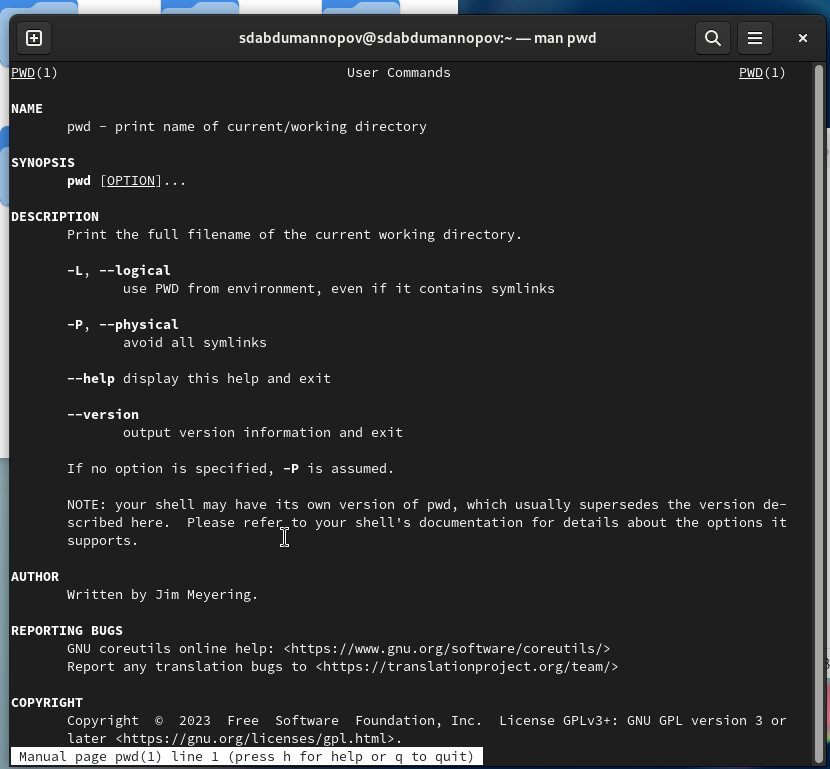 sdabdumannopov@sdabdumannopov:~ — man pwd
PWD(1) User Commands PWD(1)
NAME
pwd - print name of current/working directory
SYNOPSIS
pwd [OPTION]...
DESCRIPTION
Print the full filename of the current working directory.
-L, --logical
use PWD from environment, even if it contains symlinks
-P, --physical
avoid all symlinks
--help display this help and exit
--version
output version information and exit
If no option is specified, -P is assumed.
NOTE: your shell may have its own version of pwd, which usually supersedes the version de-
scribed here.  Please refer to your shell's documentation for details about the options it
supports.
AUTHOR
Written by Jim Meyering.
REPORTING BUGS
GNU coreutils online help: <https://www.gnu.org/software/coreutils/>
Report any translation bugs to <https://translationproject.org/team/>
COPYRIGHT
Copyright © 2023 Free Software Foundation, Inc. License GPLv3+: GNU GPL version 3 or
later <https://gnu.org/licenses/gpl.html>.
Manual page pwd(1) line 1 (press h for help or q to quit)